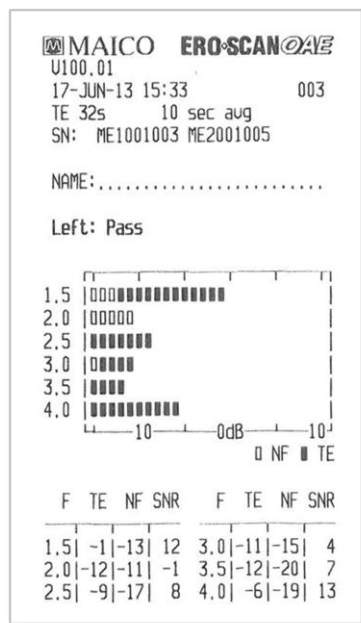 MAICO ERO•SCAN OAE
U100.01
17-JUN-13 15:33 003
TE 32s 10 sec avg
SN: ME1001003 ME2001005
NAME:...........................
Left: Pass
1.5
2.0
2.5
3.0
3.5
4.0
-10 0dB 10
NF TE
F TE NF SNR F TE NF SNR
1.5| -1|-13| 12 3.0|-11|-15| 4
2.0|-12|-11| -1 3.5|-12|-20| 7
2.5| -9|-17| 8 4.0| -6|-19| 13